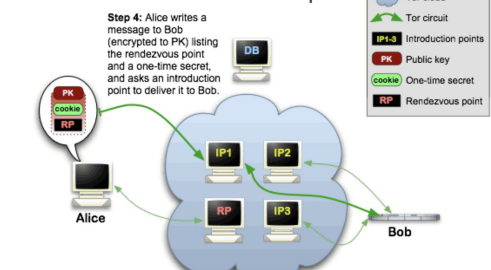 Tor cloud
Step 4: Alice writes a
message to Bob
(encrypted to PK) listing
the rendezvous point
and a one-time secret,
and asks an introduction
point to deliver it to Bob.
DB
Tor circuit
IP1-3 Introduction points
PK Public key
cookie One-time secret
RP Rendezvous point
PK
cookie
RP
IP1
IP2
RP
IP3
Alice
Bob